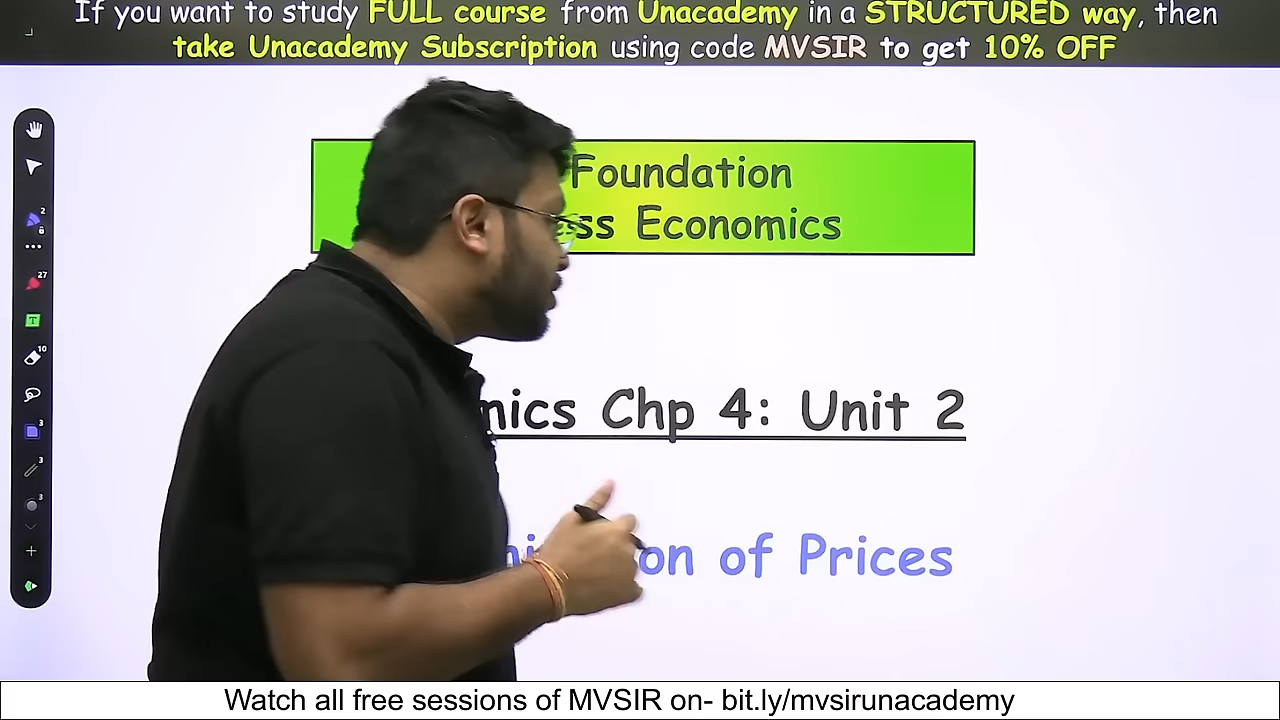 If you want to study FULL course from Unacademy in a STRUCTURED way, then
take Unacademy Subscription using code MVSIR to get 10% OFF
Foundation
Economics
Chp 4: Unit 2
of Prices
Watch all free sessions of MVSIR on- bit.ly/mvsirunacademy